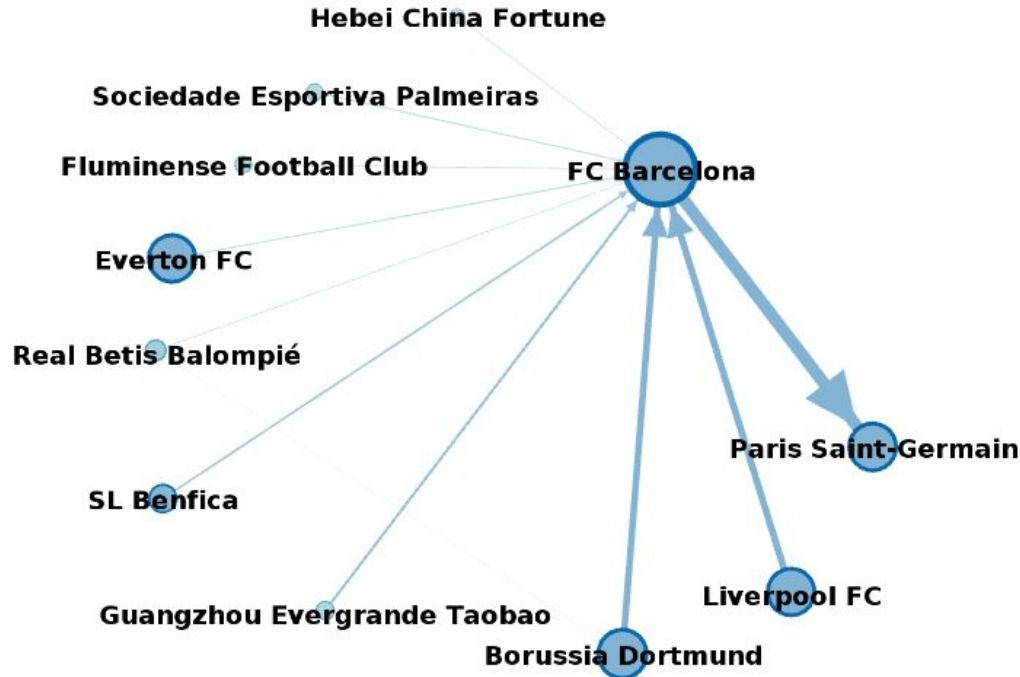 Hebei China Fortune
Sociedade Esportiva Palmeiras
Fluminense Football Club
FC Barcelona
Everton FC
Real Betis Balompié
Paris Saint-Germain
SL Benfica
Liverpool FC
Guangzhou Evergrande Taobao
Borussia Dortmund